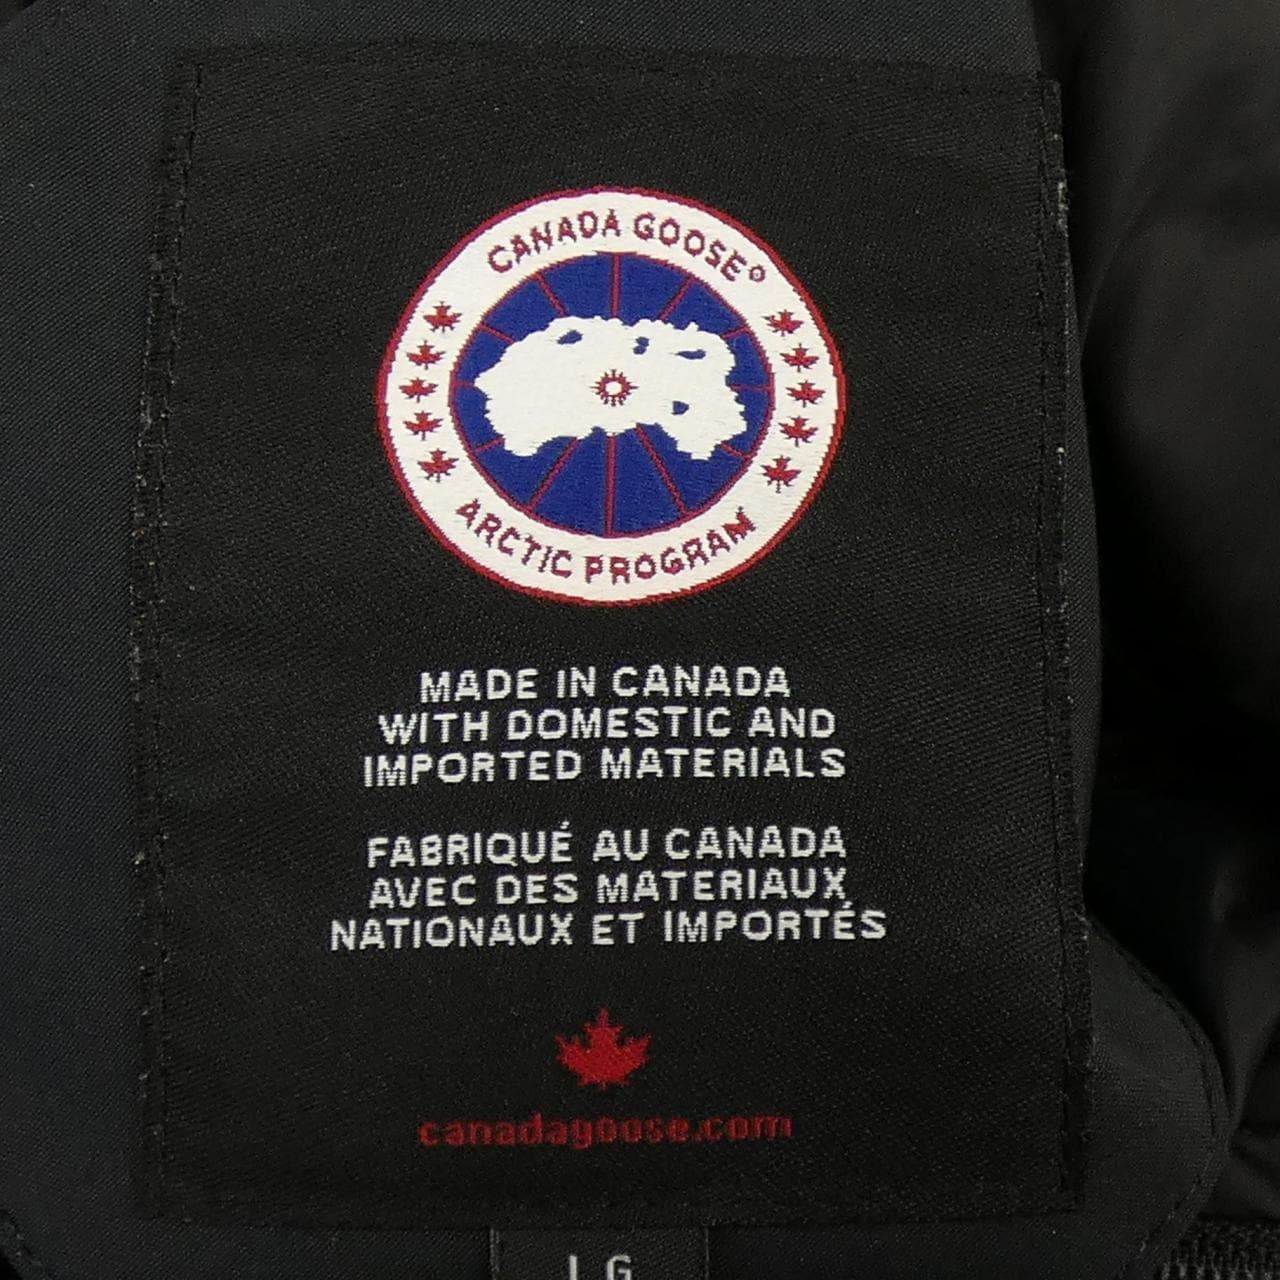 CANADA GOOSE®
ARCTIC PROGRAM
MADE IN CANADA
WITH DOMESTIC AND
IMPORTED MATERIALS
FABRIQUÉ AU CANADA
AVEC DES MATERIAUX
NATIONAUX ET IMPORTÉS
canadagoose.com
LG